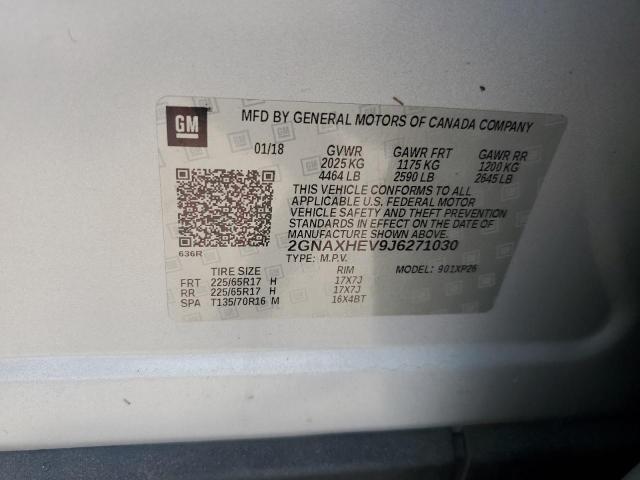 GM
MFD BY GENERAL MOTORS OF CANADA COMPANY
01/18 GVWR GAWR FRT GAWR RR
2025 KG 1175 KG 1200 KG
4464 LB 2590 LB 2645 LB
THIS VEHICLE CONFORMS TO ALL
APPLICABLE U.S. FEDERAL MOTOR
VEHICLE SAFETY AND THEFT PREVENTION
STANDARDS IN EFFECT ON THE DATE OF
MANUFACTURE SHOWN ABOVE.
636R 2GNAXHEV9J6271030
TYPE: M.P.V. MODEL: 901XP26
TIRE SIZE RIM
FRT 225/65R17 H 17X7J
RR 225/65R17 H 17X7J
SPA T135/70R16 M 16X4BT